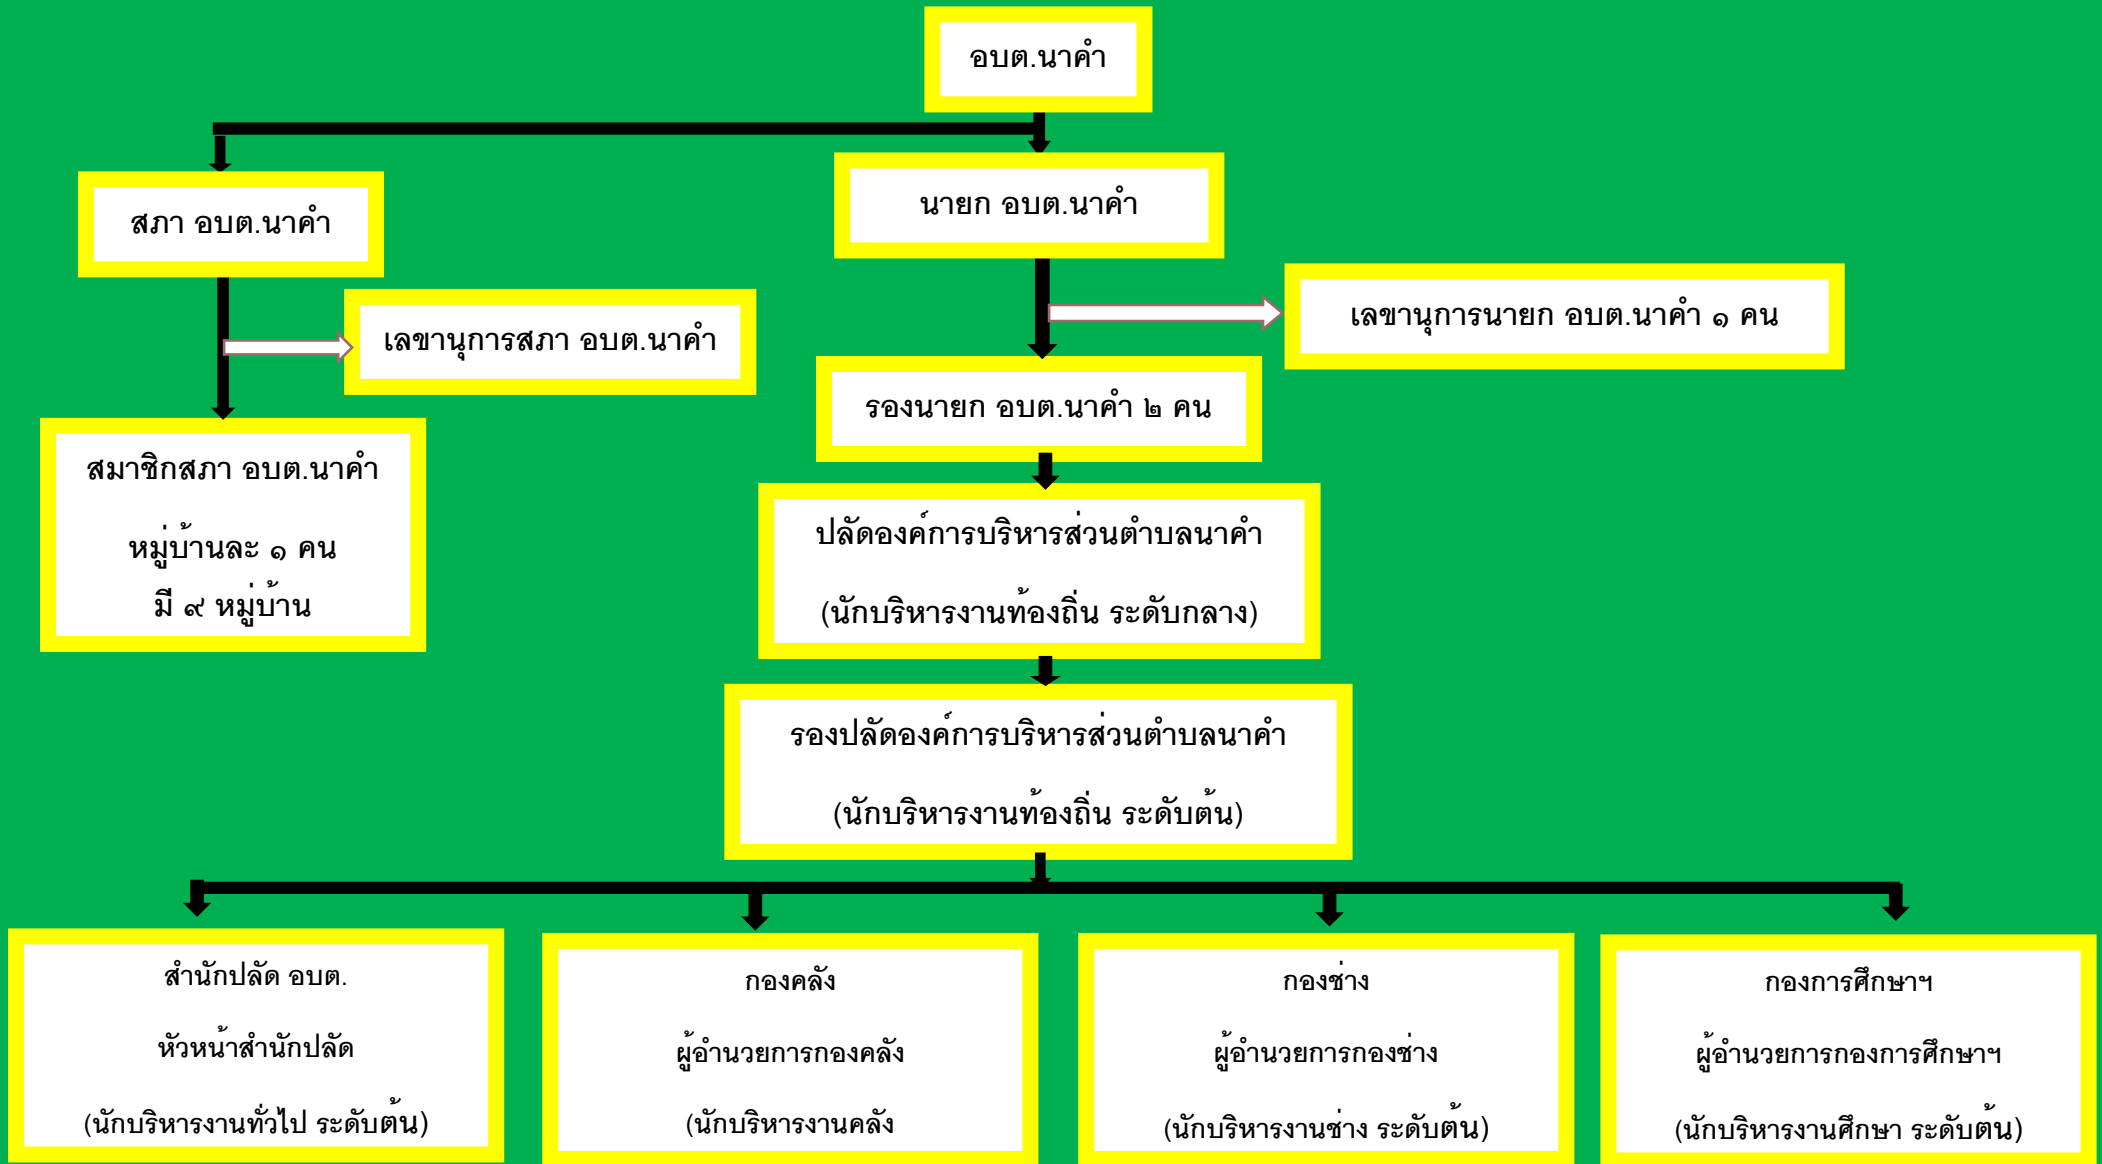 อบต.นาคำ
สภา อบต.นาคำ
นายก อบต.นาคำ
เลขานุการสภา อบต.นาคำ
เลขานุการนายก อบต.นาคำ ๑ คน
รองนายก อบต.นาคำ ๒ คน
สมาชิกสภา อบต.นาคำ
หมู่บ้านละ ๑ คน
มี ๙ หมู่บ้าน
ปลัดองค์การบริหารส่วนตำบลนาคำ
(นักบริหารงานท้องถิ่น ระดับกลาง)
รองปลัดองค์การบริหารส่วนตำบลนาคำ
(นักบริหารงานท้องถิ่น ระดับต้น)
สำนักปลัด อบต.
หัวหน้าสำนักปลัด
(นักบริหารงานทั่วไป ระดับต้น)
กองคลัง
ผู้อำนวยการกองคลัง
(นักบริหารงานคลัง
กองช่าง
ผู้อำนวยการกองช่าง
(นักบริหารงานช่าง ระดับต้น)
กองการศึกษาฯ
ผู้อำนวยการกองการศึกษาฯ
(นักบริหารงานศึกษา ระดับต้น)